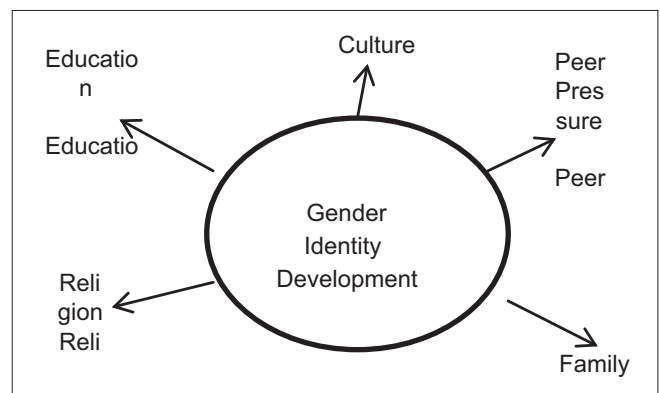 Educatio
n
Educatio
Culture
Peer
Pres
sure
Peer
Gender
Identity
Development
Reli
gion
Reli
Family